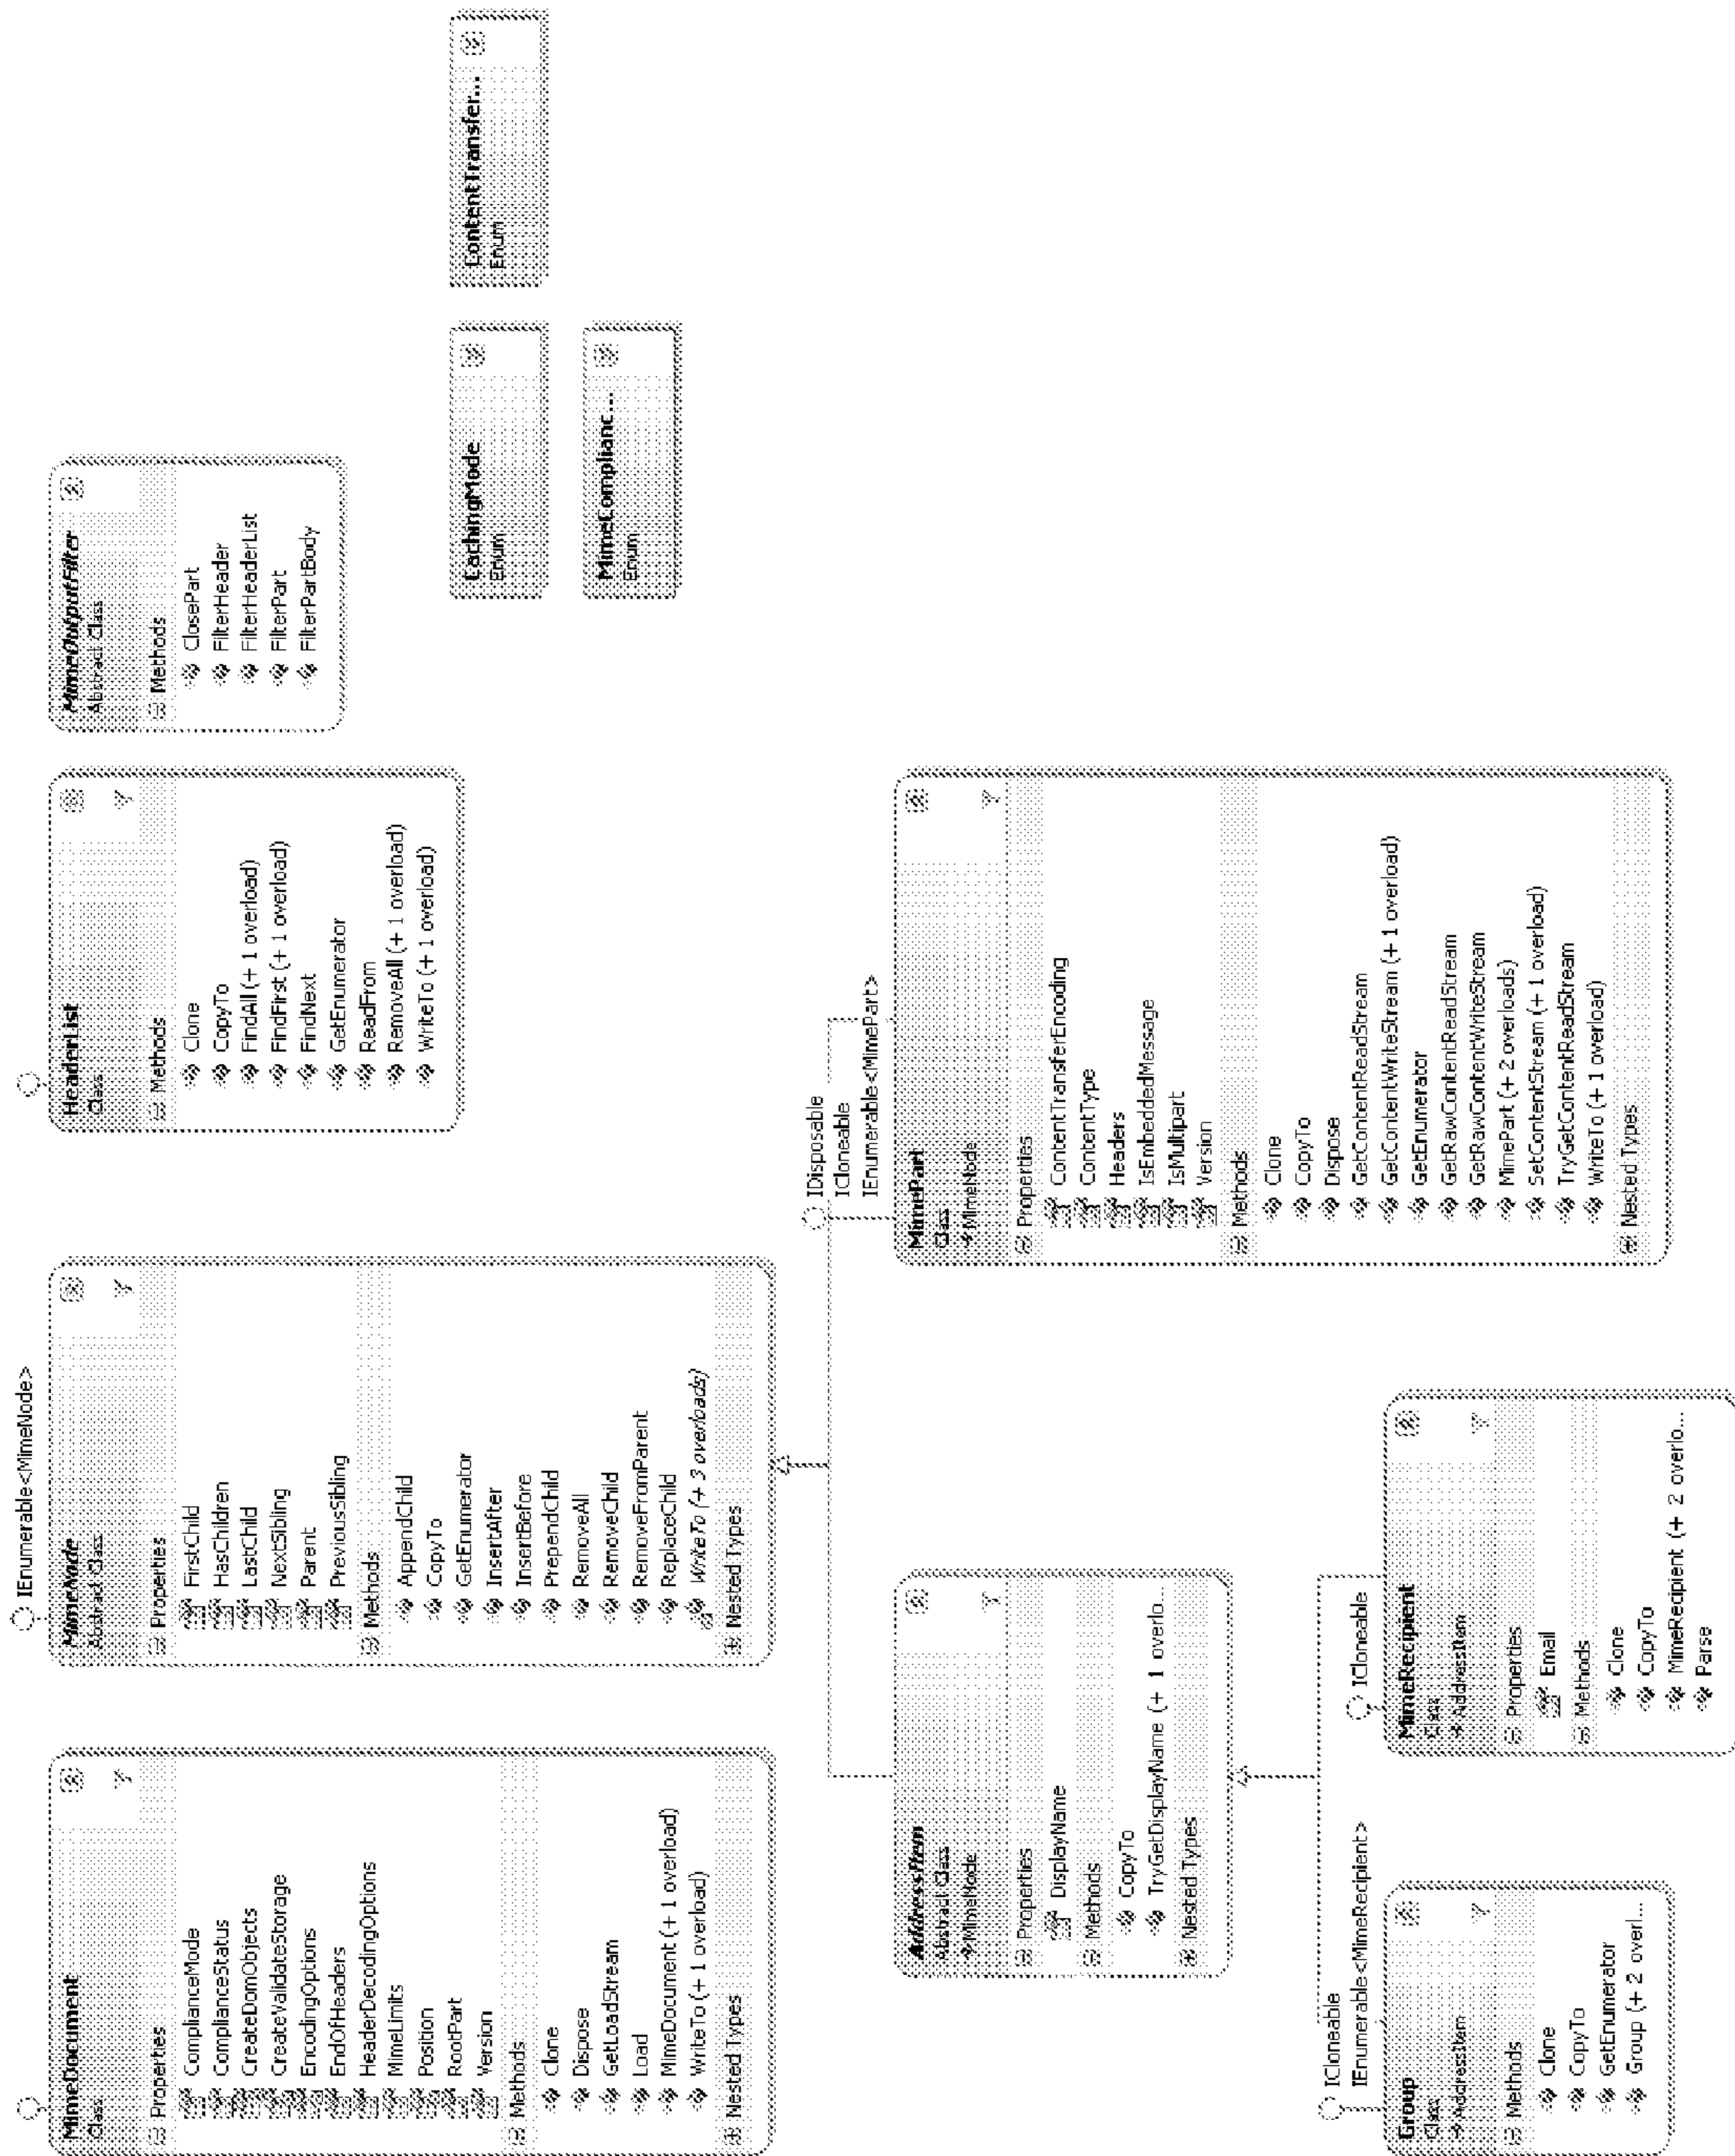 MimeDocument
Class
Properties
ComplianceMode
ComplianceStatus
CreateDomObjects
CreateValidateStorage
EncodingOptions
EndOfHeaders
HeaderDecodingOptions
MimeLimits
Position
RootPart
Version
Methods
Clone
Dispose
GetLoadStream
Load
MimeDocument (+ 1 overload)
WriteTo (+ 1 overload)
Nested Types
IEnumerable<MimeNode>
MimeNode
Abstract Class
Properties
FirstChild
HasChildren
LastChild
NextSibling
Parent
PreviousSibling
Methods
AppendChild
CopyTo
GetEnumerator
InsertAfter
InsertBefore
PrependChild
RemoveAll
RemoveChild
RemoveFromParent
ReplaceChild
WriteTo (+ 3 overloads)
Nested Types
HeaderList
Class
Methods
Clone
CopyTo
FindAll (+ 1 overload)
FindFirst (+ 1 overload)
FindNext
GetEnumerator
ReadFrom
RemoveAll (+ 1 overload)
WriteTo (+ 1 overload)
MimeOutputFilter
Abstract Class
Methods
ClosePart
FilterHeader
FilterHeaderList
FilterPart
FilterPartBody
CachingMode
Enum
ContentTransfer...
Enum
MimeComplianc...
Enum
AddressItem
Abstract Class
MimeNode
Properties
DisplayName
Methods
CopyTo
TryGetDisplayName (+ 1 overlo...
Nested Types
IDisposable
ICloneable
IEnumerable<MimePart>
MimePart
Class
MimeNode
Properties
ContentTransferEncoding
ContentType
Headers
IsEmbeddedMessage
IsMultipart
Version
Methods
Clone
CopyTo
Dispose
GetContentReadStream
GetContentWriteStream (+ 1 overload)
GetEnumerator
GetRawContentReadStream
GetRawContentWriteStream
MimePart (+ 2 overloads)
SetContentStream (+ 1 overload)
TryGetContentReadStream
WriteTo (+ 1 overload)
Nested Types
ICloneable
IEnumerable<MimeRecipient>
Group
Class
AddressItem
Methods
Clone
CopyTo
GetEnumerator
Group (+ 2 overl...
ICloneable
MimeRecipient
Class
AddressItem
Properties
Email
Methods
Clone
CopyTo
MimeRecipient (+ 2 overlo...
Parse